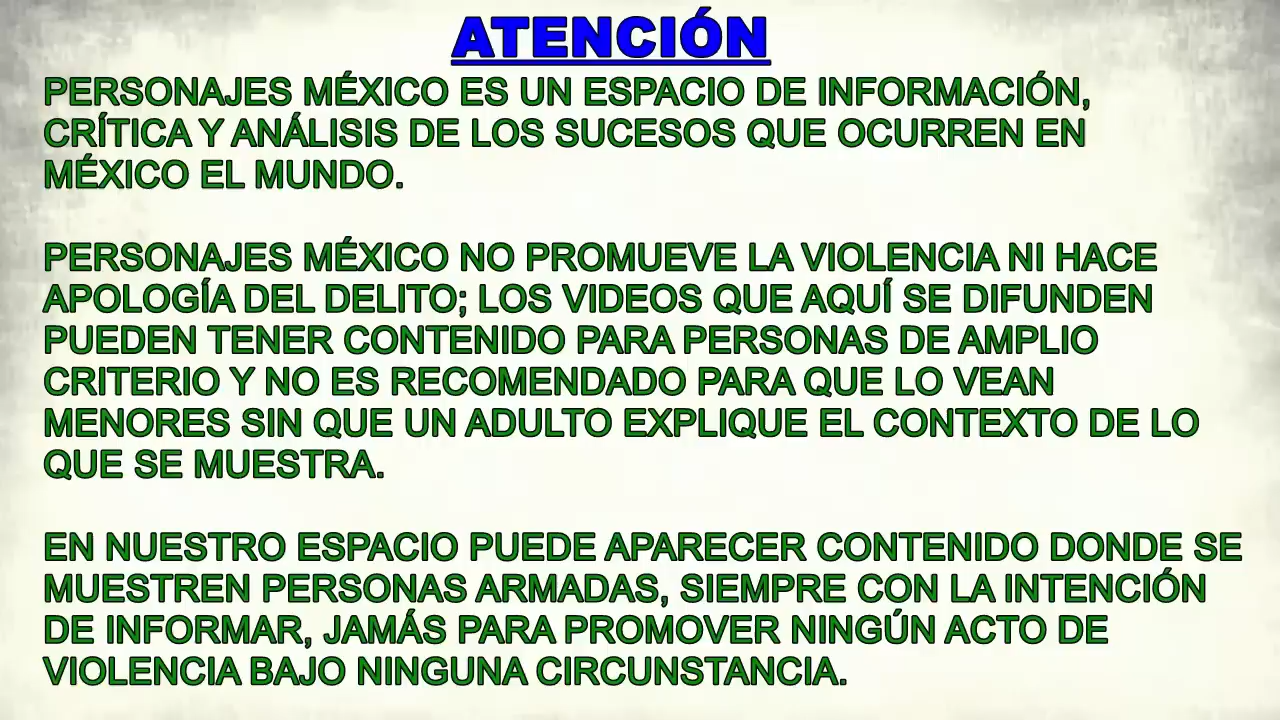 ATENCIÓN
PERSONAJES MÉXICO ES UN ESPACIO DE INFORMACIÓN,
CRÍTICA Y ANÁLISIS DE LOS SUCESOS QUE OCURREN EN
MÉXICO EL MUNDO.
PERSONAJES MÉXICO NO PROMUEVE LA VIOLENCIA NI HACE
APOLOGÍA DEL DELITO; LOS VIDEOS QUE AQUÍ SE DIFUNDEN
PUEDEN TENER CONTENIDO PARA PERSONAS DE AMPLIO
CRITERIO Y NO ES RECOMENDADO PARA QUE LO VEAN
MENORES SIN QUE UN ADULTO EXPLIQUE EL CONTEXTO DE LO
QUE SE MUESTRA.
EN NUESTRO ESPACIO PUEDE APARECER CONTENIDO DONDE SE
MUESTREN PERSONAS ARMADAS, SIEMPRE CON LA INTENCIÓN
DE INFORMAR, JAMÁS PARA PROMOVER NINGÚN ACTO DE
VIOLENCIA BAJO NINGUNA CIRCUNSTANCIA.